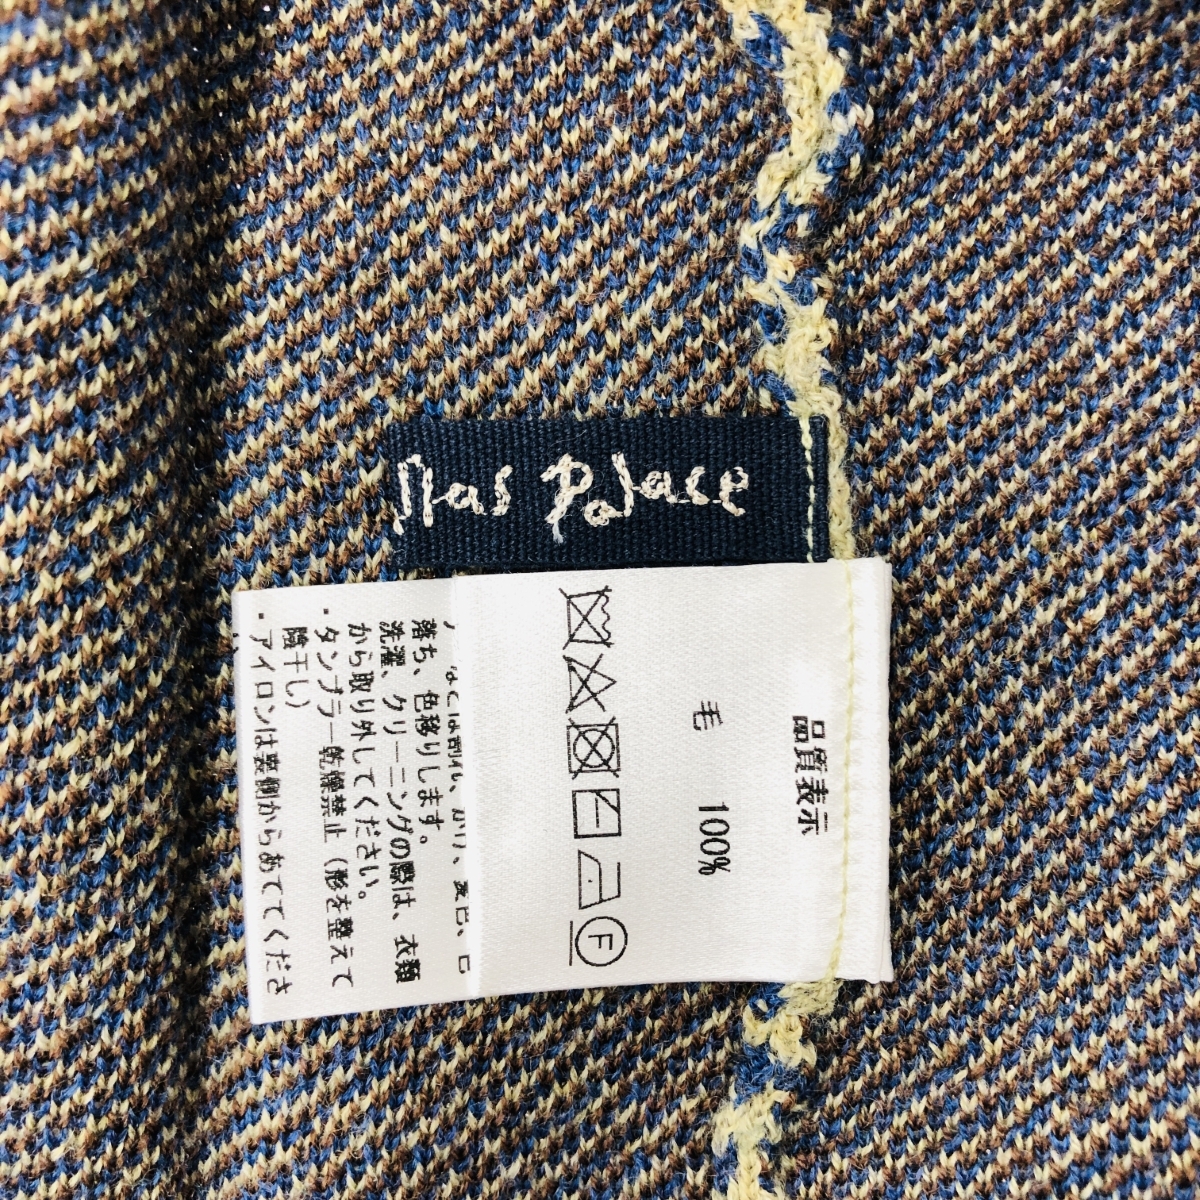 Mas Palace
品質表示
毛 100%
F
落ち、色移りします。
洗濯、クリーニングの際は、衣類
から取り外してください。
・タンブラー乾燥禁止（形を整えて
陰干し）
・アイロンは裏側からあててくださ